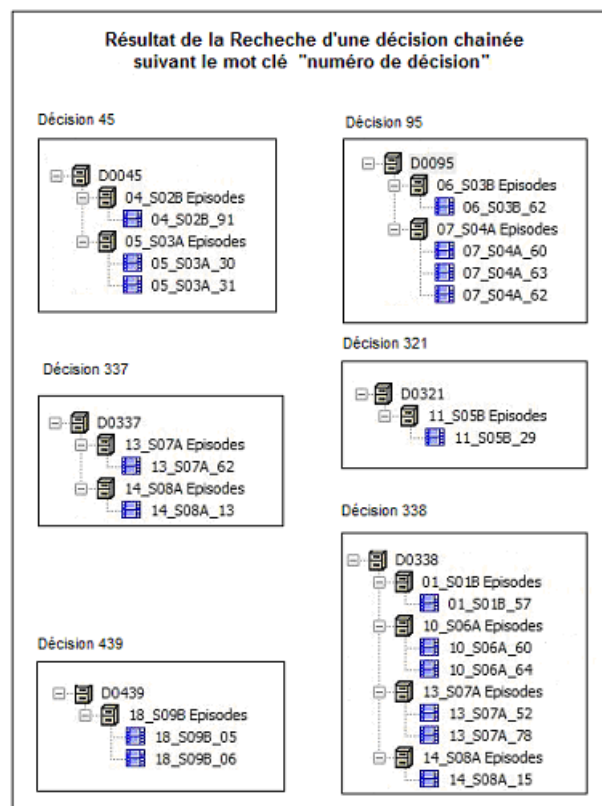 Résultat de la Recheche d'une décision chainée
suivant le mot clé "numéro de décision"
Décision 45
D0045
04_S02B Episodes
04_S02B_91
05_S03A Episodes
05_S03A_30
05_S03A_31
Décision 95
D0095
06_S03B Episodes
06_S03B_62
07_S04A Episodes
07_S04A_60
07_S04A_63
07_S04A_62
Décision 337
D0337
13_S07A Episodes
13_S07A_62
14_S08A Episodes
14_S08A_13
Décision 321
D0321
11_S05B Episodes
11_S05B_29
Décision 439
D0439
18_S09B Episodes
18_S09B_05
18_S09B_06
Décision 338
D0338
01_S01B Episodes
01_S01B_57
10_S06A Episodes
10_S06A_60
10_S06A_64
13_S07A Episodes
13_S07A_52
13_S07A_78
14_S08A Episodes
14_S08A_15